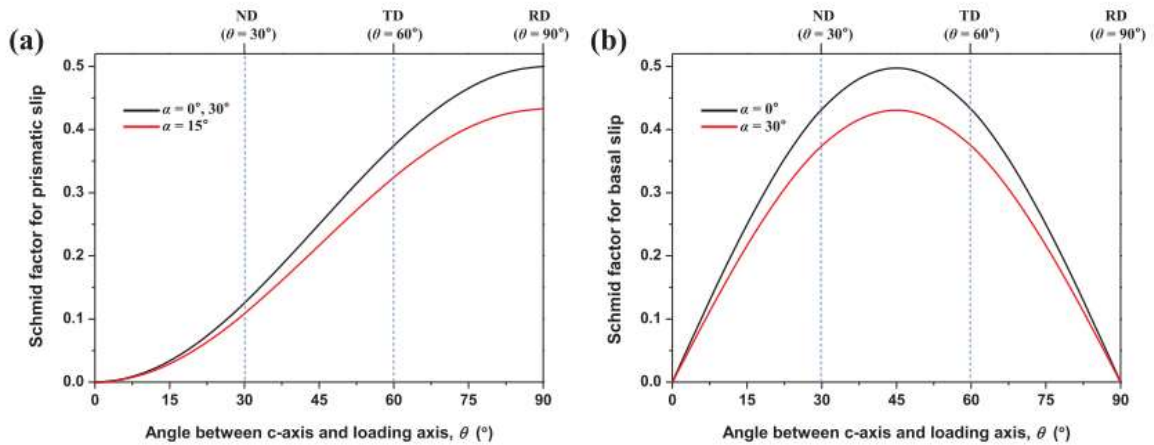 (a)
ND
(θ = 30°)
TD
(θ = 60°)
RD
(θ = 90°)
0.5
0.4
0.3
0.2
0.1
0.0
Schmid factor for prismatic slip
α = 0°, 30°
α = 15°
0 15 30 45 60 75 90
Angle between c-axis and loading axis, θ (°)
(b)
ND
(θ = 30°)
TD
(θ = 60°)
RD
(θ = 90°)
0.5
0.4
0.3
0.2
0.1
0.0
Schmid factor for basal slip
α = 0°
α = 30°
0 15 30 45 60 75 90
Angle between c-axis and loading axis, θ (°)